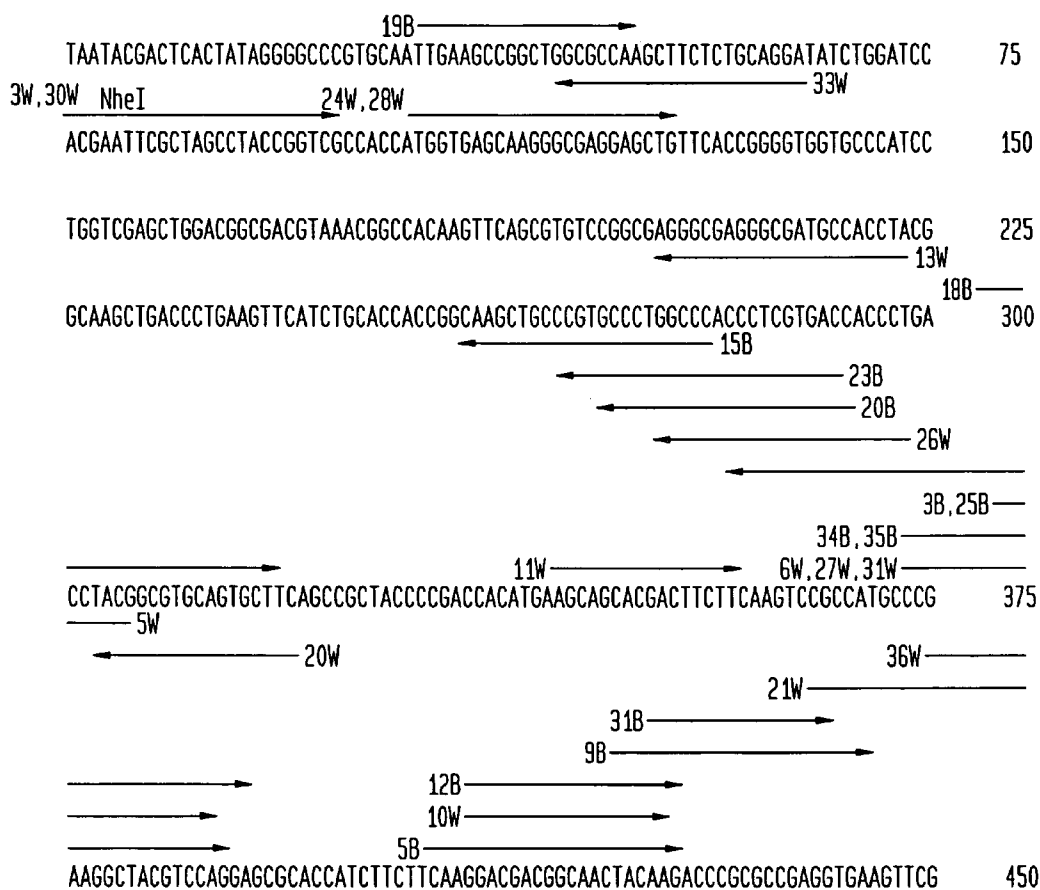 19B
TAATACGACTCACTATAGGGGCCCGTGCAATTGAAGCCGGCTGGCGCCAAGCTTCTCTGCAGGATATCTGGATCC 75
33W
3W,30W NheI 24W,28W
ACGAATTCGCTAGCCTACCGGTCGCCACCATGGTGAGCAAGGGCGAGGAGCTGTTCACCGGGGTGGTGCCCATCC 150
TGGTCGAGCTGGACGGCGACGTAAACGGCCACAAGTTCAGCGTGTCCGGCGAGGGCGAGGGCGATGCCACCTACG 225
13W
18B
GCAAGCTGACCCTGAAGTTCATCTGCACCACCGGCAAGCTGCCCGTGCCCTGGCCCACCCTCGTGACCACCCTGA 300
15B
23B
20B
26W
3B,25B
34B,35B
11W 6W,27W,31W
CCTACGGCGTGCAGTGCTTCAGCCGCTACCCCGACCACATGAAGCAGCACGACTTCTTCAAGTCCGCCATGCCCG 375
5W
20W 36W
21W
31B
9B
12B
10W
5B
AAGGCTACGTCCAGGAGCGCACCATCTTCTTCAAGGACGACGGCAACTACAAGACCCGCGCCGAGGTGAAGTTCG 450